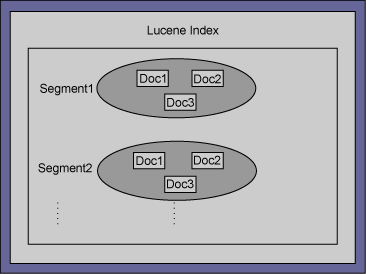 Lucene Index
Doc1 Doc2
Segment1
Doc3
Doc1 Doc2
Segment2
Doc3